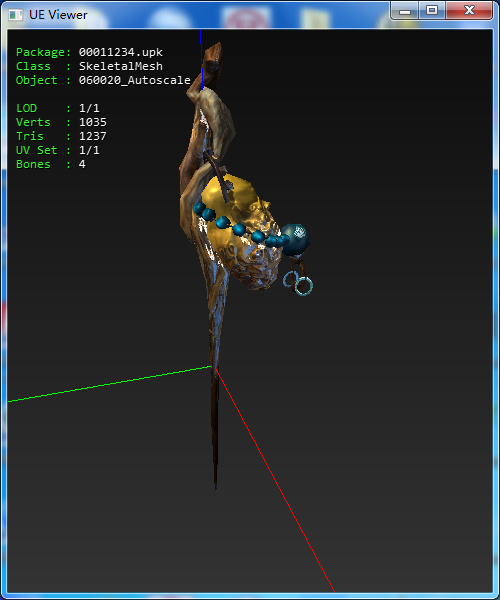 UE Viewer
Package: 00011234.upk
Class : SkeletalMesh
Object : 060020_Autoscale
LOD : 1/1
Verts : 1035
Tris : 1237
UV Set : 1/1
Bones : 4